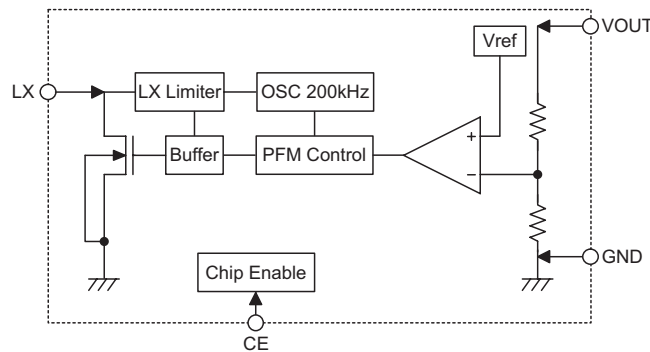 VOUT
Vref
LX
LX Limiter
OSC 200kHz
+
Buffer
PFM Control
−
GND
Chip Enable
CE